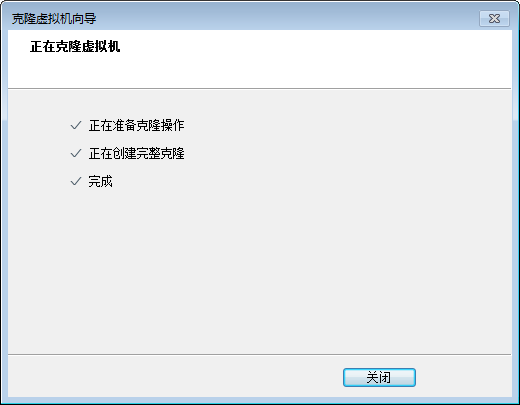 克隆虚拟机向导
正在克隆虚拟机
正在准备克隆操作
正在创建完整克隆
完成
关闭